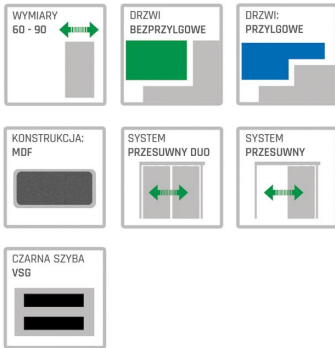 WYMIARY
60 - 90
DRZWI
BEZPRZYLGOWE
DRZWI:
PRZYLGOWE
KONSTRUKCJA:
MDF
SYSTEM
PRZESUWNY DUO
SYSTEM
PRZESUWNY
CZARNA SZYBA
VSG